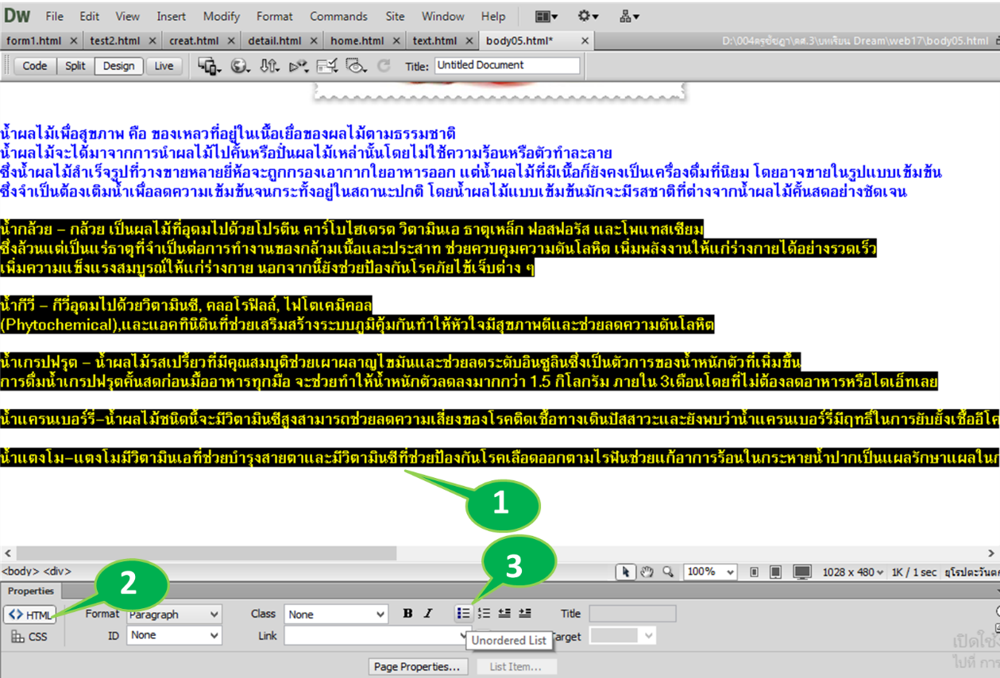 Dw File Edit View Insert Modify Format Commands Site Window Help
form1.html × test2.html × creat.html × detail.html × home.html × text.html × body05.html* ×
Code Split Design Live Title: Untitled Document
น้ำผลไม้เพื่อสุขภาพ คือ ของเหลวที่อยู่ในเนื้อเยื่อของผลไม้ตามธรรมชาติ
น้ำผลไม้จะได้มาจากการนำผลไม้ไปคั้นหรือปั่นผลไม้เหล่านั้นโดยไม่ใช้ความร้อนหรือตัวทำละลาย
ซึ่งน้ำผลไม้สำเร็จรูปที่วางขายหลายยี่ห้อจะถูกกรองเอากากใยอาหารออก แต่น้ำผลไม้ที่มีเนื้อก็ยังคงเป็นเครื่องดื่มที่นิยม โดยอาจขายในรูปแบบเข้มข้น
ซึ่งจำเป็นต้องเติมน้ำเพื่อลดความเข้มข้นจนกระทั้งอยู่ในสถานะปกติ โดยน้ำผลไม้แบบเข้มข้นมักจะมีรสชาติที่ต่างจากน้ำผลไม้คั้นสดอย่างชัดเจน
น้ำกล้วย – กล้วย เป็นผลไม้ที่อุดมไปด้วยโปรตีน คาร์โบไฮเดรต วิตามินเอ ธาตุเหล็ก ฟอสฟอรัส และโพแทสเซียม
ซึ่งล้วนแต่เป็นแร่ธาตุที่จำเป็นต่อการทำงานของกล้ามเนื้อและประสาท ช่วยควบคุมความดันโลหิต เพิ่มพลังงานให้แก่ร่างกายได้อย่างรวดเร็ว
เพิ่มความแข็งแรงสมบูรณ์ให้แก่ร่างกาย นอกจากนี้ยังช่วยป้องกันโรคภัยไข้เจ็บต่าง ๆ
น้ำกีวี่ – กีวี่อุดมไปด้วยวิตามินซี, คลอโรฟิลล์, ไฟโตเคมิคอล
(Phytochemical),และแอคทินิดินที่ช่วยเสริมสร้างระบบภูมิคุ้มกันทำให้หัวใจมีสุขภาพดีและช่วยลดความดันโลหิต
น้ำเกรปฟรุต – น้ำผลไม้รสเปรี้ยวที่มีคุณสมบุติช่วยเผาผลาญไขมันและช่วยลดระดับอินซูลินซึ่งเป็นตัวการของน้ำหนักตัวที่เพิ่มขึ้น
การดื่มน้ำเกรปฟรุตคั้นสดก่อนมื้ออาหารทุกมือ จะช่วยทำให้น้ำหนักตัวลดลงมากกว่า 1.5 กิโลกรัม ภายใน 3เดือนโดยที่ไม่ต้องลดอาหารหรือไดเอ็ทเลย
น้ำแครนเบอร์รี่–น้ำผลไม้ชนิดนี้จะมีวิตามินซีสูงสามารถช่วยลดความเสี่ยงของโรคติดเชื้อทางเดินปัสสาวะและยังพบว่าน้ำแครนเบอร์รี่มีฤทธิ์ในการยับยั้งเชื้ออีโค
น้ำแตงโม–แตงโมมีวิตามินเอที่ช่วยบำรุงสายตาและมีวิตามินซีที่ช่วยป้องกันโรคเลือดออกตามไรฟันช่วยแก้อาการร้อนในกระหายน้ำปากเป็นแผลรักษาแผลใน
1
3
2
<body> <div> 100% 1028 x 480 1K / 1 sec
Properties
<> HTML Format Paragraph Class None B I Title
CSS ID None Link Target
Unordered List
Page Properties... List Item...